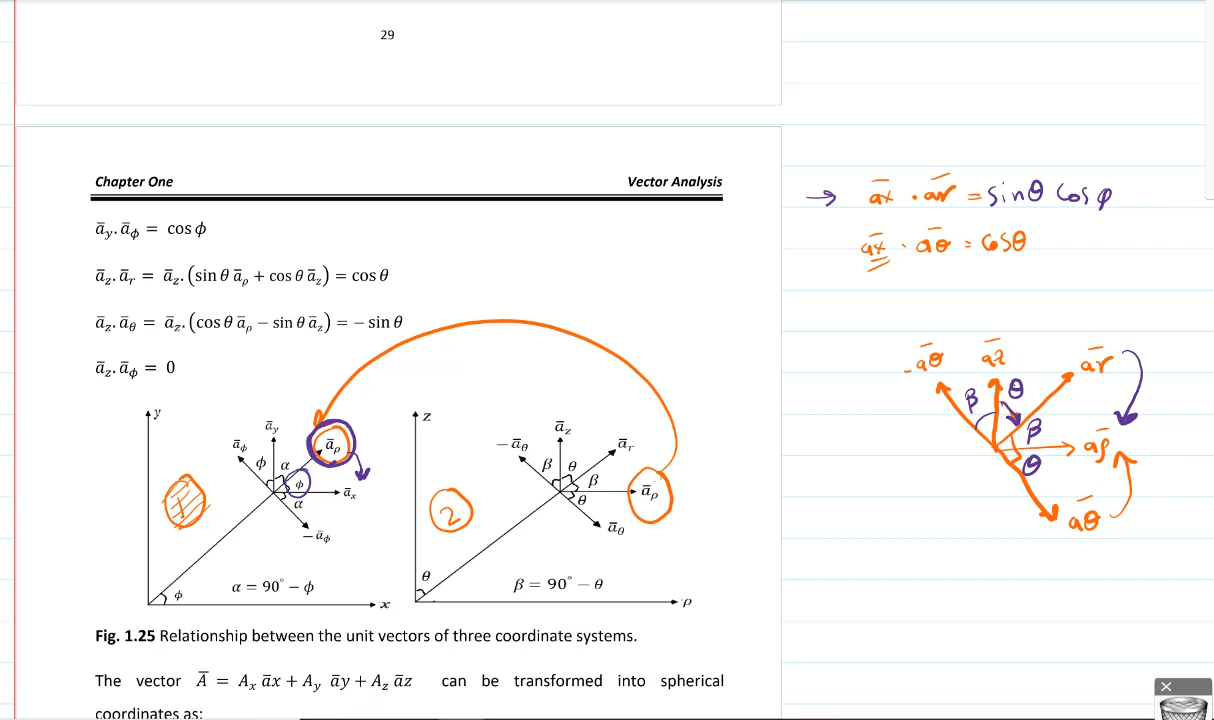 29
Chapter One Vector Analysis
āy.āϕ = cos ϕ
āz.ār = āz.(sin θ āρ + cos θ āz) = cos θ
āz.āθ = āz.(cos θ āρ − sin θ āz) = − sin θ
āz.āϕ = 0
y
āy
āϕ
āρ
ϕ α
ϕ
āx
α
−āϕ
1
α = 90° − ϕ
ϕ
x
z
āz
−āθ
ār
β θ
β
āρ
θ
āθ
2
θ
β = 90° − θ
ρ
Fig. 1.25 Relationship between the unit vectors of three coordinate systems.
The vector Ā = Ax āx + Ay āy + Az āz can be transformed into spherical
coordinates as:
→ āx . ār = sinθ cosφ
āx . āθ = cosθ
-āθ āz ār
β θ
β
āρ
θ
āθ